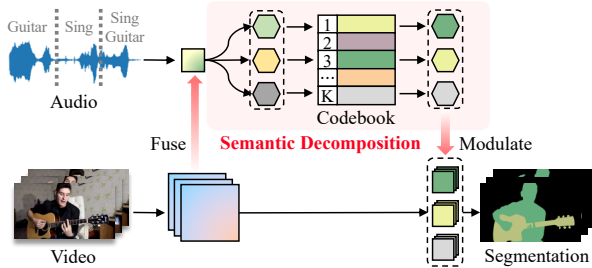 Guitar
Sing
Sing
Guitar
Audio
1
2
3
...
K
Codebook
Semantic Decomposition
Fuse
Modulate
Video
Segmentation